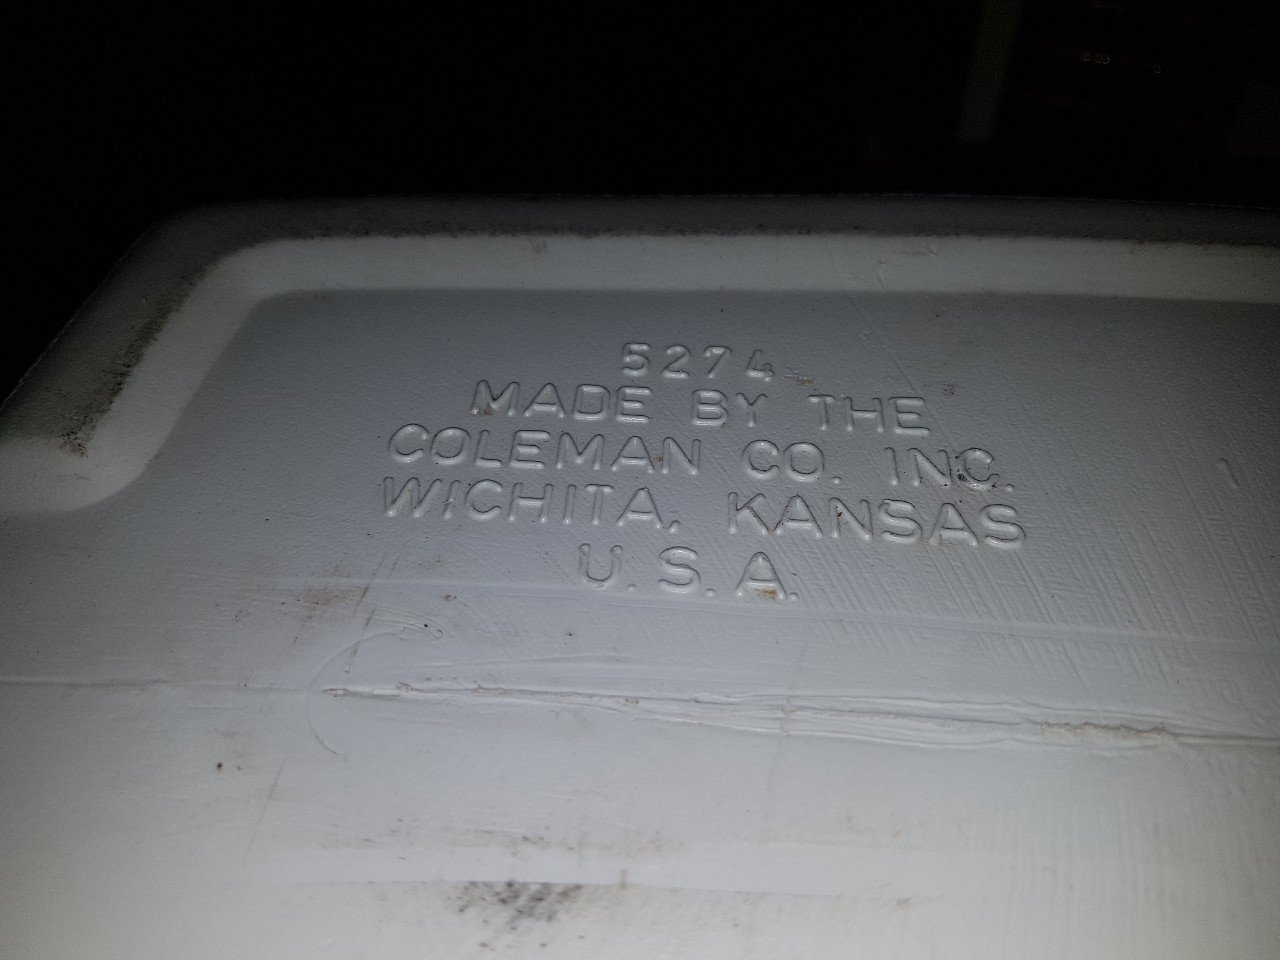 5274
MADE BY THE
COLEMAN CO. INC.
WICHITA, KANSAS
U.S.A.